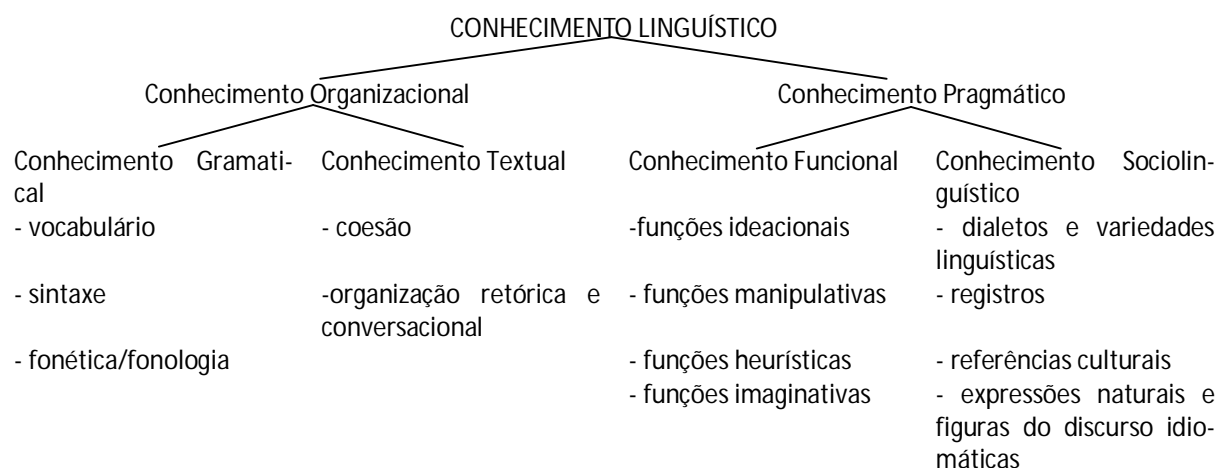 CONHECIMENTO LINGUÍSTICO
Conhecimento Organizacional
Conhecimento Pragmático
Conhecimento Gramati-
cal
- vocabulário
- sintaxe
- fonética/fonologia
Conhecimento Textual
- coesão
-organização retórica e
conversacional
Conhecimento Funcional
-funções ideacionais
- funções manipulativas
- funções heurísticas
- funções imaginativas
Conhecimento Sociolin-
guístico
- dialetos e variedades
linguísticas
- registros
- referências culturais
- expressões naturais e
figuras do discurso idio-
máticas